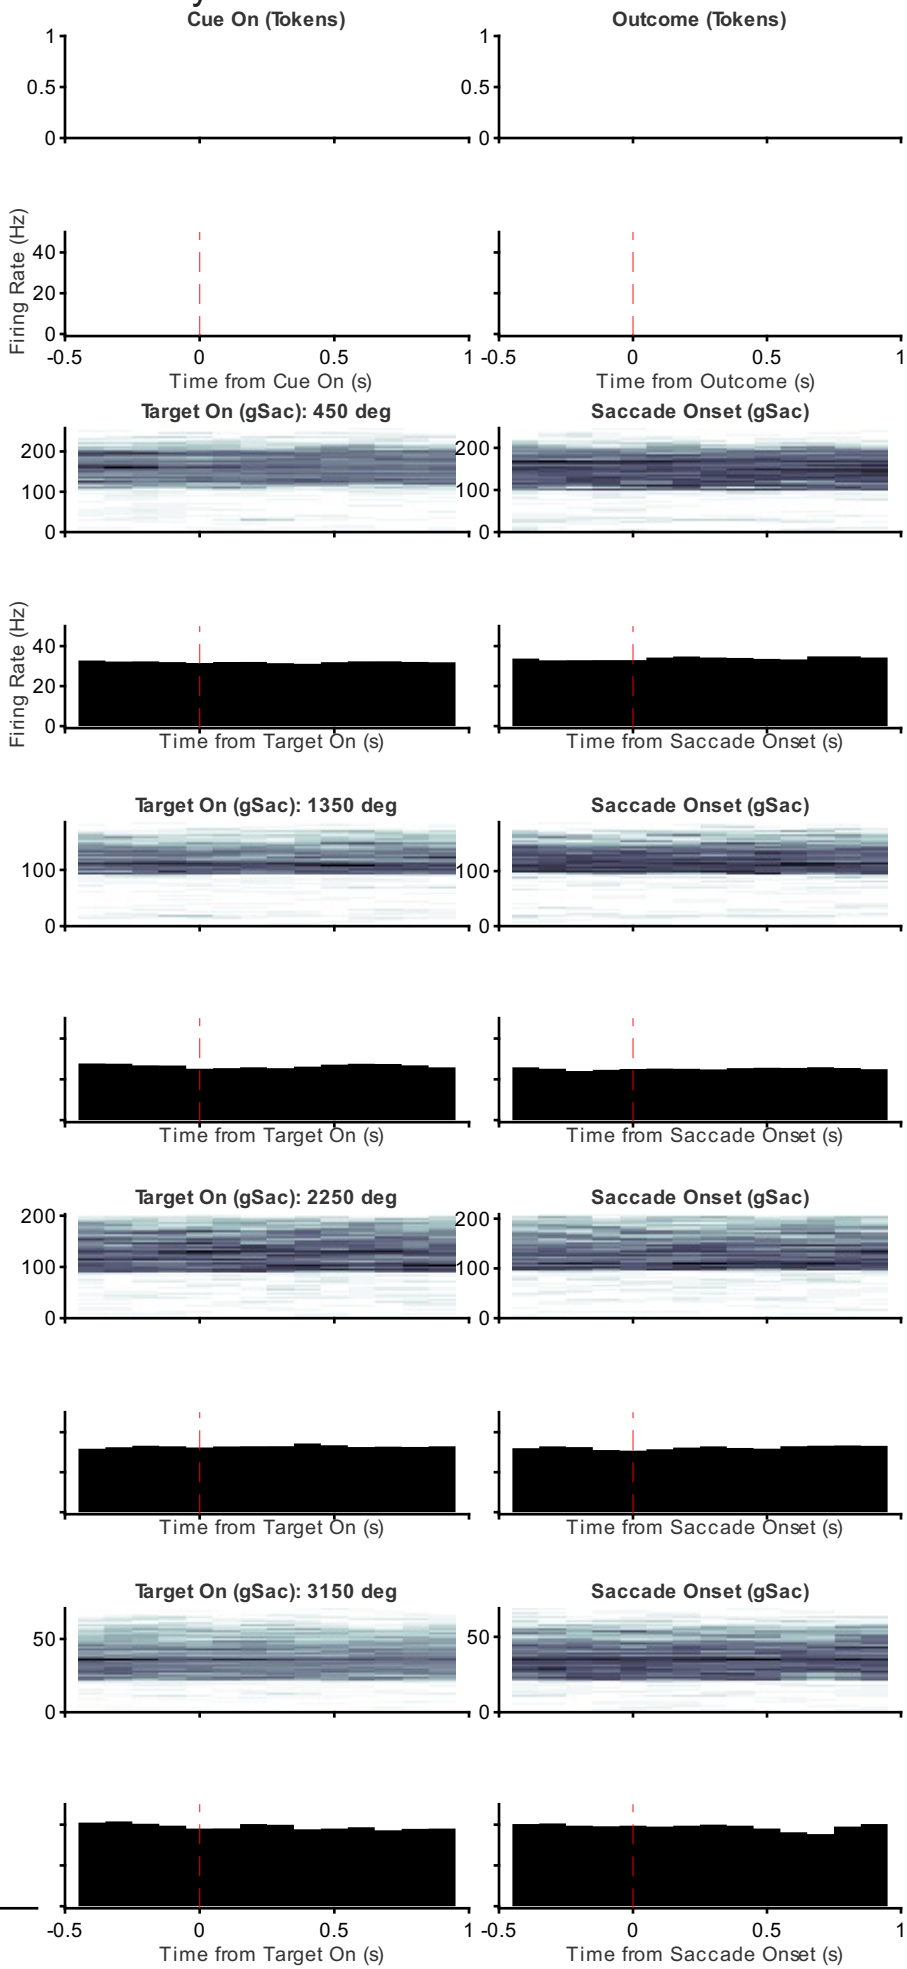 Cue On (Tokens) Outcome (Tokens)
1 1
0.5 0.5
0 0
Firing Rate (Hz)
40
20
0
-0.5 0 0.5 1 -0.5 0 0.5 1
Time from Cue On (s) Time from Outcome (s)
Target On (gSac): 450 deg Saccade Onset (gSac)
200 200
100 100
0 0
Firing Rate (Hz)
40
20
0
Time from Target On (s) Time from Saccade Onset (s)
Target On (gSac): 1350 deg Saccade Onset (gSac)
100 100
0 0
Time from Target On (s) Time from Saccade Onset (s)
Target On (gSac): 2250 deg Saccade Onset (gSac)
200 200
100 100
0 0
Time from Target On (s) Time from Saccade Onset (s)
Target On (gSac): 3150 deg Saccade Onset (gSac)
50 50
0 0
-0.5 0 0.5 1 -0.5 0 0.5 1
Time from Target On (s) Time from Saccade Onset (s)